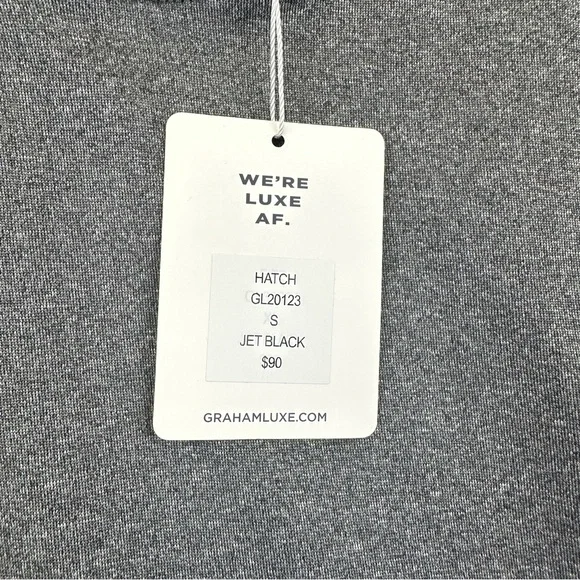 WE'RE
LUXE
AF.
HATCH
GL20123
S
JET BLACK
$90
GRAHAMLUXE.COM